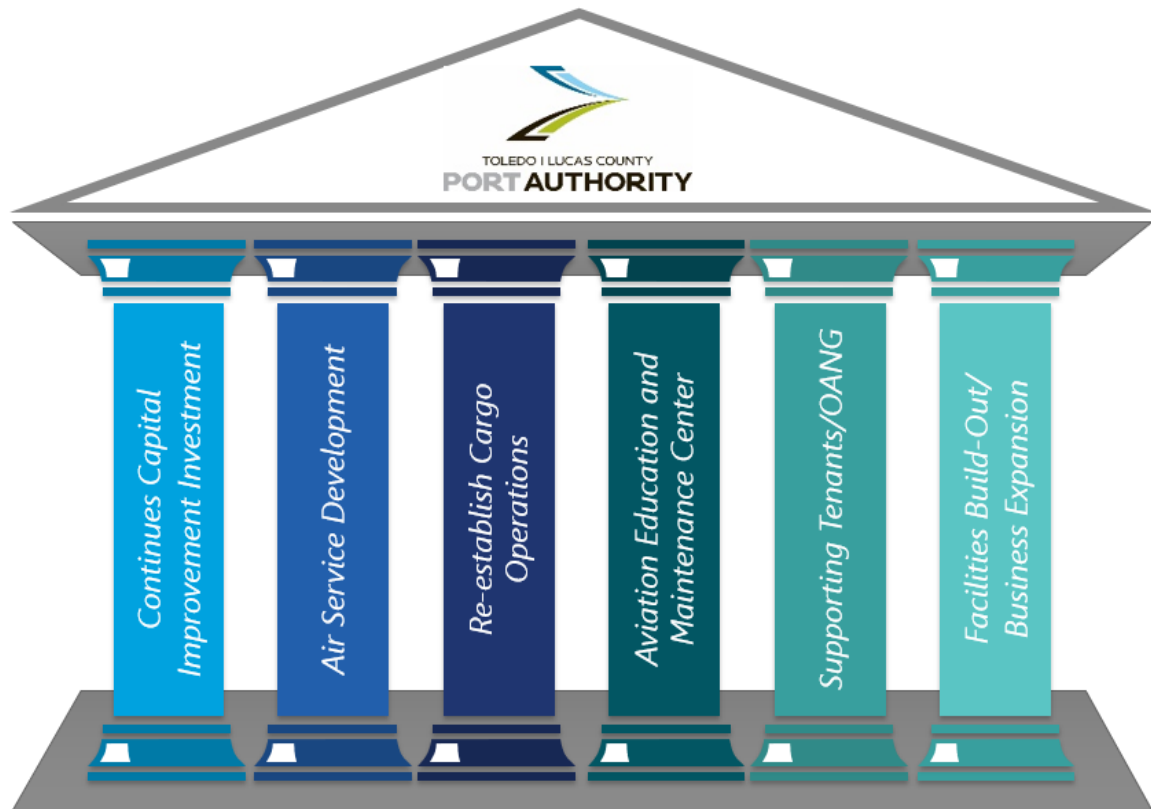 TOLEDO | LUCAS COUNTY
PORT AUTHORITY
Continues Capital
Improvement Investment
Air Service Development
Re-establish Cargo
Operations
Aviation Education and
Maintenance Center
Supporting Tenants/OANG
Facilities Build-Out/
Business Expansion